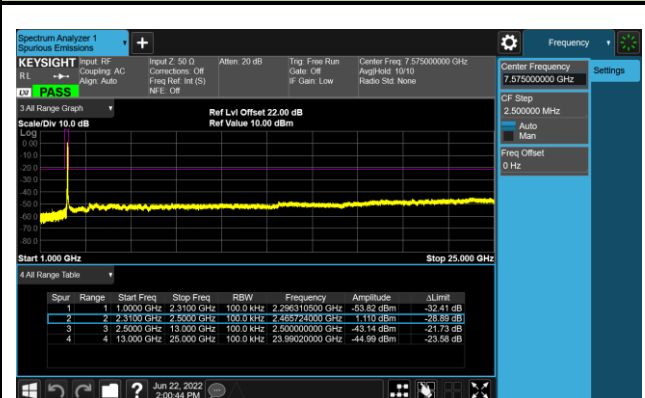 Spectrum Analyzer 1
Spurious Emissions
Frequency
KEYSIGHT Input: RF Input Z: 50 Ω Atten: 20 dB Trig: Free Run Center Freq: 7.575000000 GHz
RL Coupling: AC Corrections: Off Gate: Off Avg|Hold: 10/10
Align: Auto Freq Ref: Int (S) IF Gain: Low Radio Std: None
NFE: Off
LW PASS
Center Frequency
7.575000000 GHz
Settings
CF Step
2.500000 MHz
Auto
Man
Freq Offset
0 Hz
3 All Range Graph
Ref Lvl Offset 22.00 dB
Scale/Div 10.0 dB Ref Value 10.00 dBm
Log
0.00
-10.0
-20.0
-30.0
-40.0
-50.0
-60.0
-70.0
-80.0
Start 1.000 GHz Stop 25.000 GHz
4 All Range Table
Spur Range Start Freq Stop Freq RBW Frequency Amplitude ΔLimit
1 1 1.0000 GHz 2.3100 GHz 100.0 kHz 2.296310500 GHz -53.82 dBm -32.41 dB
2 2 2.3100 GHz 2.5000 GHz 100.0 kHz 2.465724000 GHz 1.110 dBm -28.89 dB
3 3 2.5000 GHz 13.000 GHz 100.0 kHz 2.500000000 GHz -43.14 dBm -21.73 dB
4 4 13.000 GHz 25.000 GHz 100.0 kHz 23.99020000 GHz -44.99 dBm -23.58 dB
Jun 22, 2022
2:00:44 PM